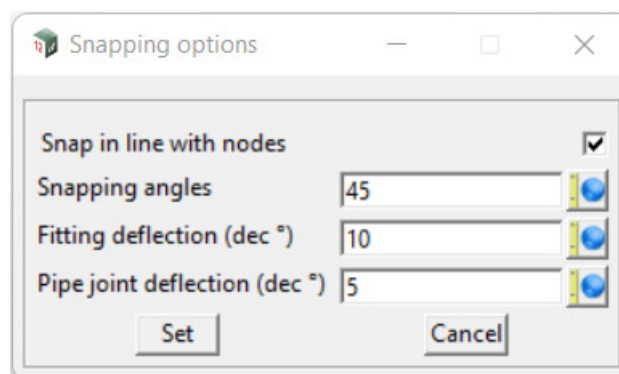 Snapping options
Snap in line with nodes
Snapping angles 45
Fitting deflection (dec °) 10
Pipe joint deflection (dec °) 5
Set Cancel